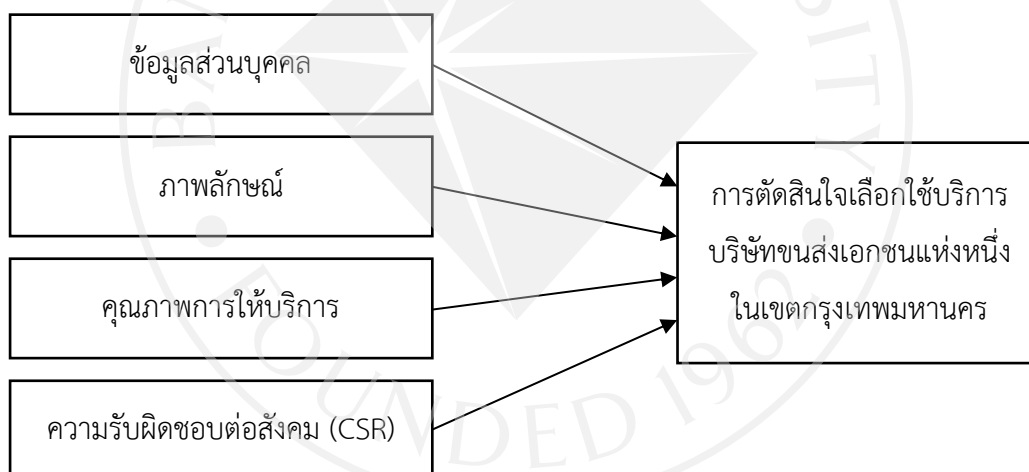 ข้อมูลส่วนบุคคล
ภาพลักษณ์
คุณภาพการให้บริการ
ความรับผิดชอบต่อสังคม (CSR)
การตัดสินใจเลือกใช้บริการ
บริษัทขนส่งเอกชนแห่งหนึ่ง
ในเขตกรุงเทพมหานคร
FOUNDED 1962